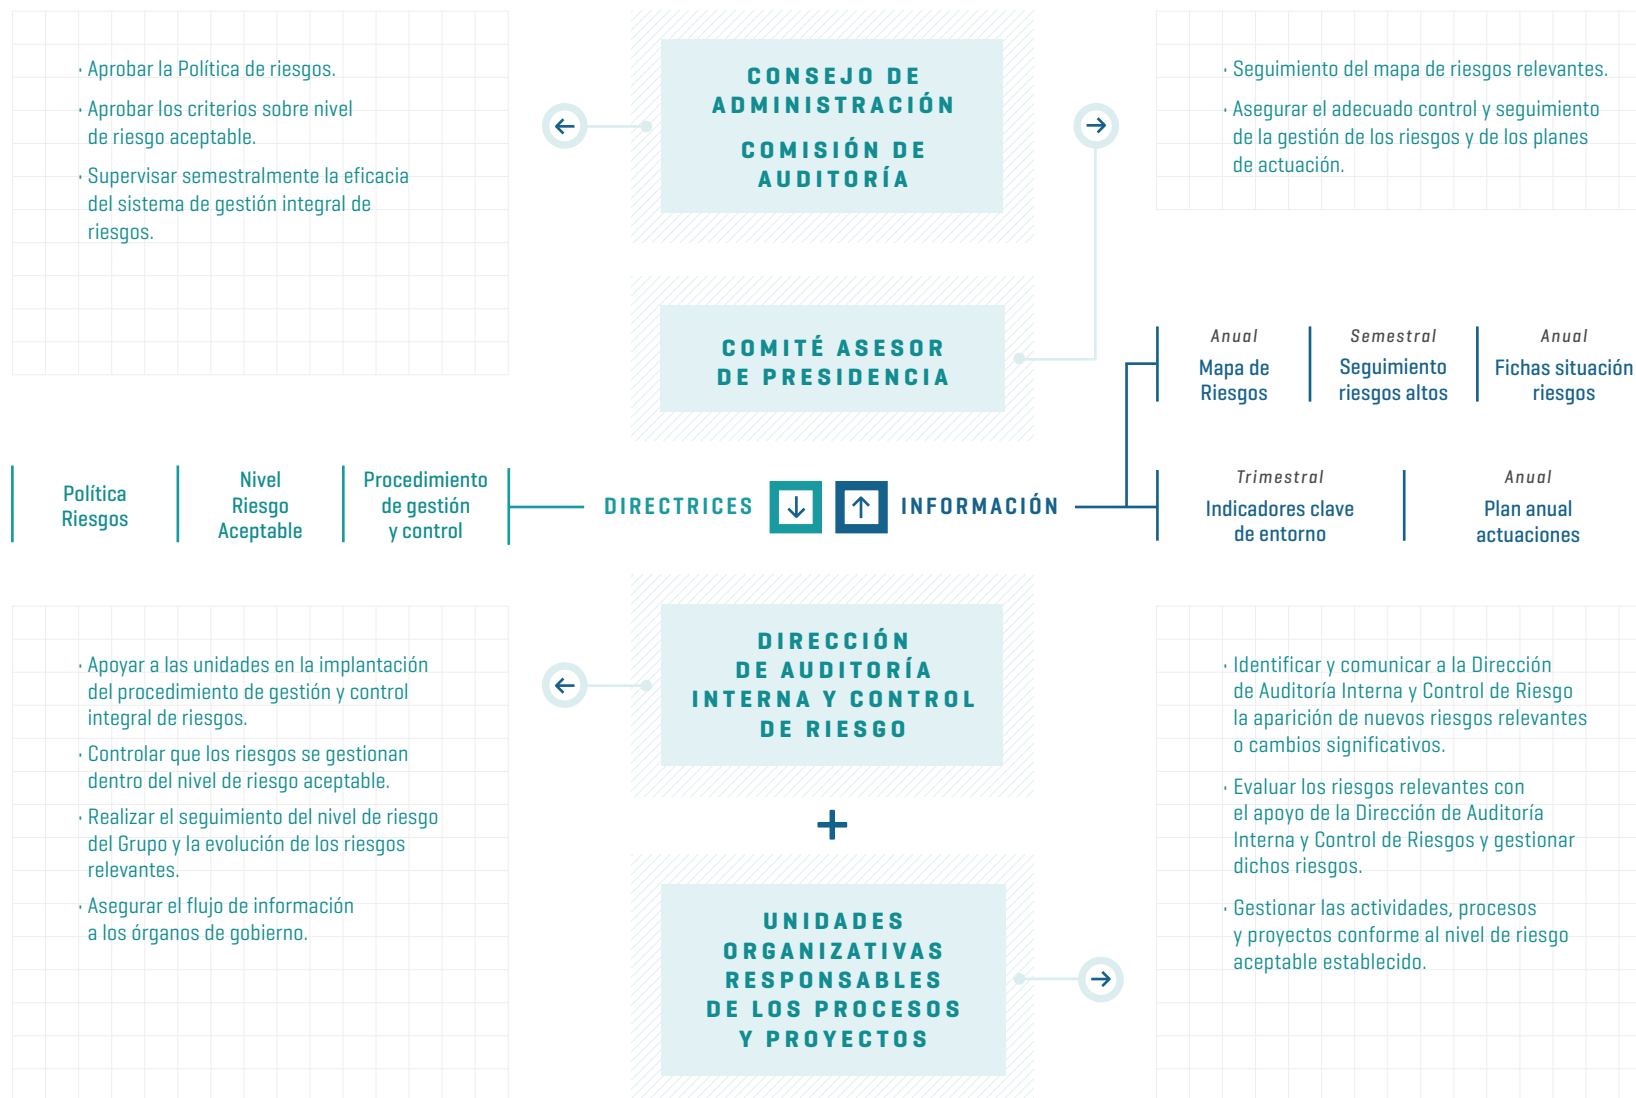 · Aprobar la Política de riesgos.
· Aprobar los criterios sobre nivel
de riesgo aceptable.
· Supervisar semestralmente la eficacia
del sistema de gestión integral de
riesgos.
CONSEJO DE
ADMINISTRACIÓN
COMISIÓN DE
AUDITORÍA
· Seguimiento del mapa de riesgos relevantes.
· Asegurar el adecuado control y seguimiento
de la gestión de los riesgos y de los planes
de actuación.
COMITÉ ASESOR
DE PRESIDENCIA
Anual
Mapa de
Riesgos
Semestral
Seguimiento
riesgos altos
Anual
Fichas situación
riesgos
Política
Riesgos
Nivel
Riesgo
Aceptable
Procedimiento
de gestión
y control
DIRECTRICES
INFORMACIÓN
Trimestral
Indicadores clave
de entorno
Anual
Plan anual
actuaciones
· Apoyar a las unidades en la implantación
del procedimiento de gestión y control
integral de riesgos.
· Controlar que los riesgos se gestionan
dentro del nivel de riesgo aceptable.
· Realizar el seguimiento del nivel de riesgo
del Grupo y la evolución de los riesgos
relevantes.
· Asegurar el flujo de información
a los órganos de gobierno.
DIRECCIÓN
DE AUDITORÍA
INTERNA Y CONTROL
DE RIESGO
+
UNIDADES
ORGANIZATIVAS
RESPONSABLES
DE LOS PROCESOS
Y PROYECTOS
· Identificar y comunicar a la Dirección
de Auditoría Interna y Control de Riesgo
la aparición de nuevos riesgos relevantes
o cambios significativos.
· Evaluar los riesgos relevantes con
el apoyo de la Dirección de Auditoría
Interna y Control de Riesgos y gestionar
dichos riesgos.
· Gestionar las actividades, procesos
y proyectos conforme al nivel de riesgo
aceptable establecido.